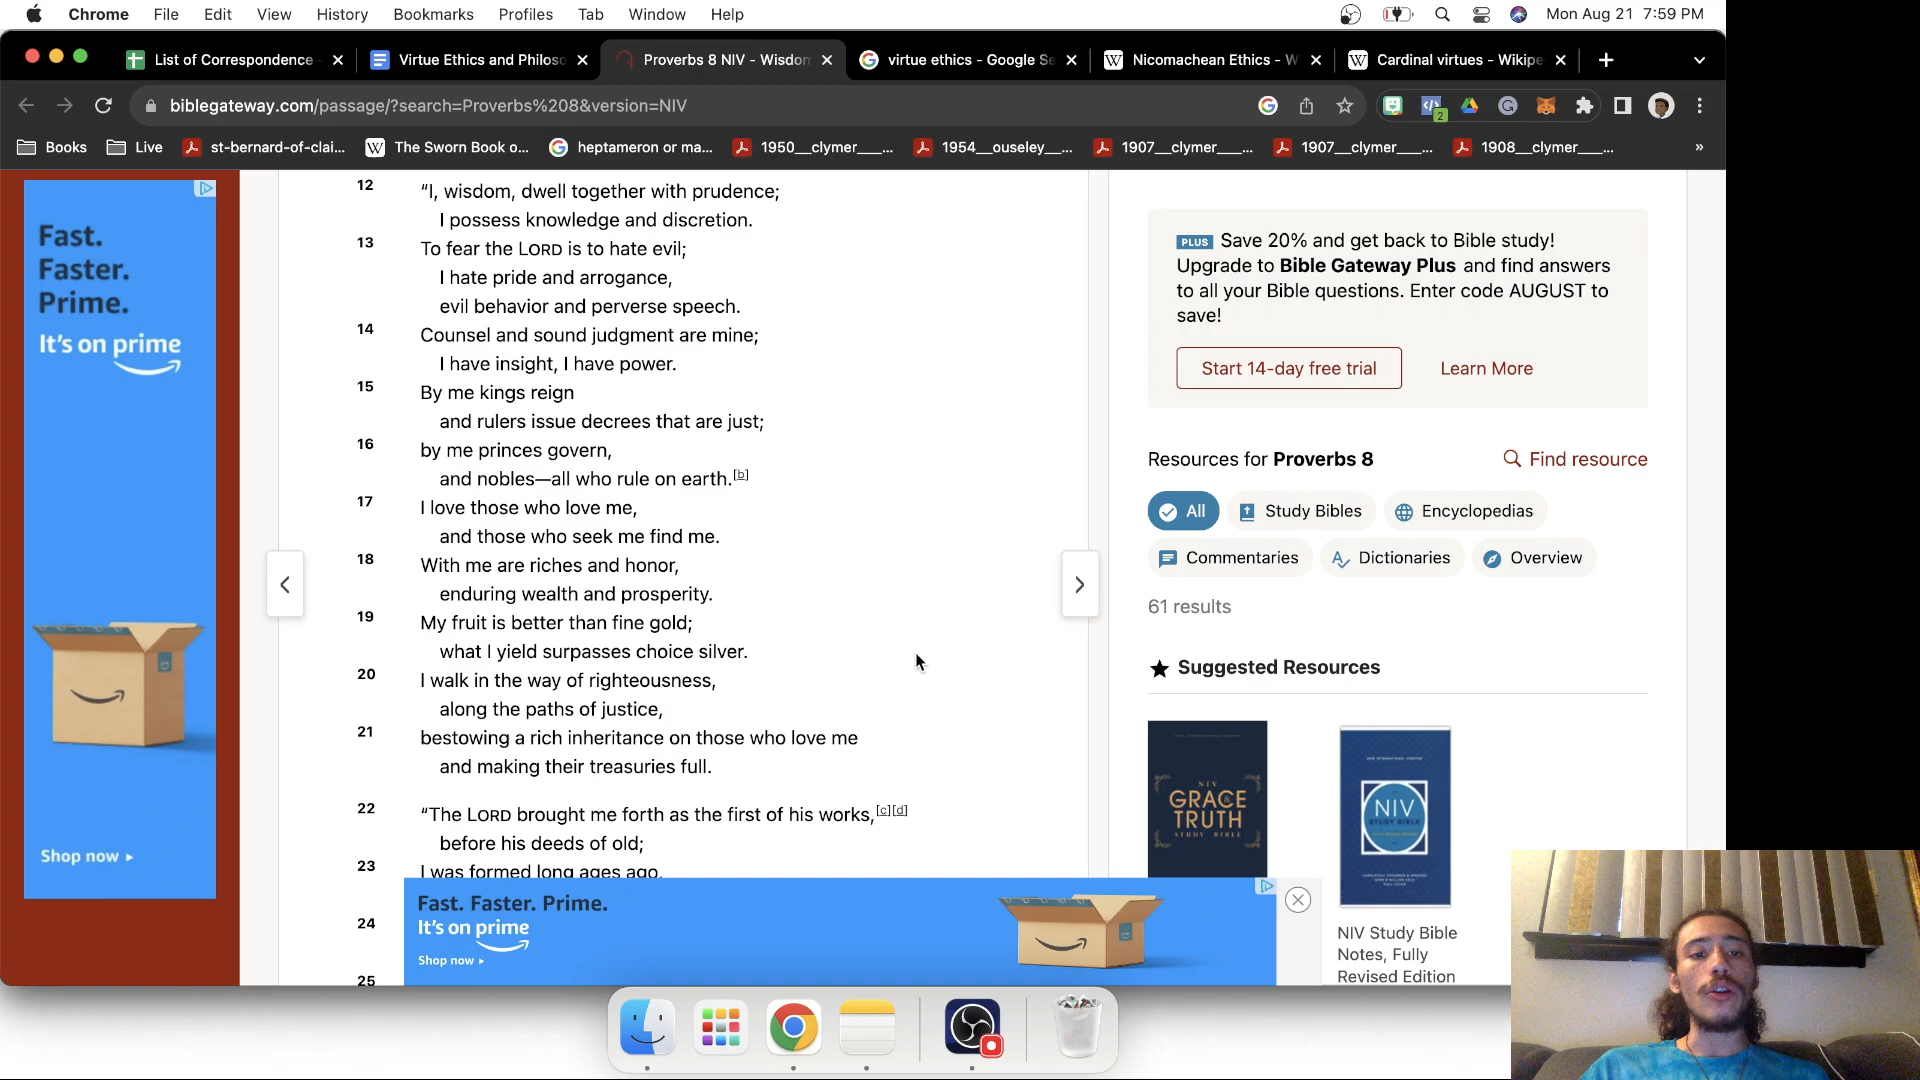 Chrome File Edit View History Bookmarks Profiles Tab Window Help
Mon Aug 21 7:59 PM
List of Correspondence
Virtue Ethics and Philoso
Proverbs 8 NIV - Wisdom
virtue ethics - Google Se
Nicomachean Ethics - W
Cardinal virtues - Wikipe
biblegateway.com/passage/?search=Proverbs%208&version=NIV
2
Books
Live
st-bernard-of-clai...
The Sworn Book o...
heptameron or ma...
1950__clymer____...
1954__ouseley___...
1907__clymer____...
1907__clymer____...
1908__clymer____...
»
Fast.
Faster.
Prime.
It's on prime
Shop now
12 “I, wisdom, dwell together with prudence;
I possess knowledge and discretion.
13 To fear the LORD is to hate evil;
I hate pride and arrogance,
evil behavior and perverse speech.
14 Counsel and sound judgment are mine;
I have insight, I have power.
15 By me kings reign
and rulers issue decrees that are just;
16 by me princes govern,
and nobles—all who rule on earth.[b]
17 I love those who love me,
and those who seek me find me.
18 With me are riches and honor,
enduring wealth and prosperity.
19 My fruit is better than fine gold;
what I yield surpasses choice silver.
20 I walk in the way of righteousness,
along the paths of justice,
21 bestowing a rich inheritance on those who love me
and making their treasuries full.
22 “The LORD brought me forth as the first of his works,[c][d]
before his deeds of old;
23 I was formed long ages ago,
24
25
Fast. Faster. Prime.
It's on prime
Shop now
PLUS Save 20% and get back to Bible study!
Upgrade to Bible Gateway Plus and find answers
to all your Bible questions. Enter code AUGUST to
save!
Start 14-day free trial
Learn More
Resources for Proverbs 8
Find resource
All
Study Bibles
Encyclopedias
Commentaries
Dictionaries
Overview
61 results
Suggested Resources
NIV
GRACE
&
TRUTH
STUDY BIBLE
NIV
STUDY BIBLE
NIV Study Bible
Notes, Fully
Revised Edition